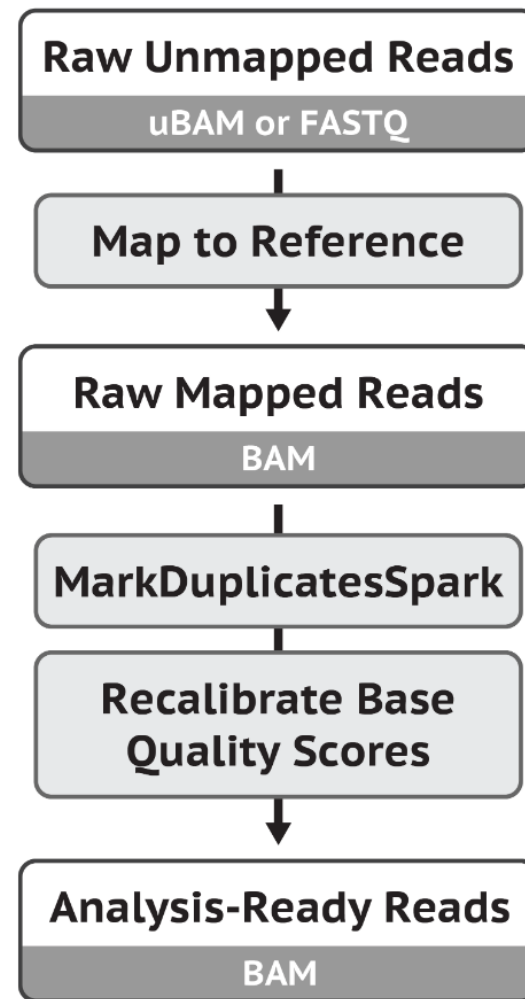 Raw Unmapped Reads
uBAM or FASTQ
Map to Reference
Raw Mapped Reads
BAM
MarkDuplicatesSpark
Recalibrate Base
Quality Scores
Analysis-Ready Reads
BAM